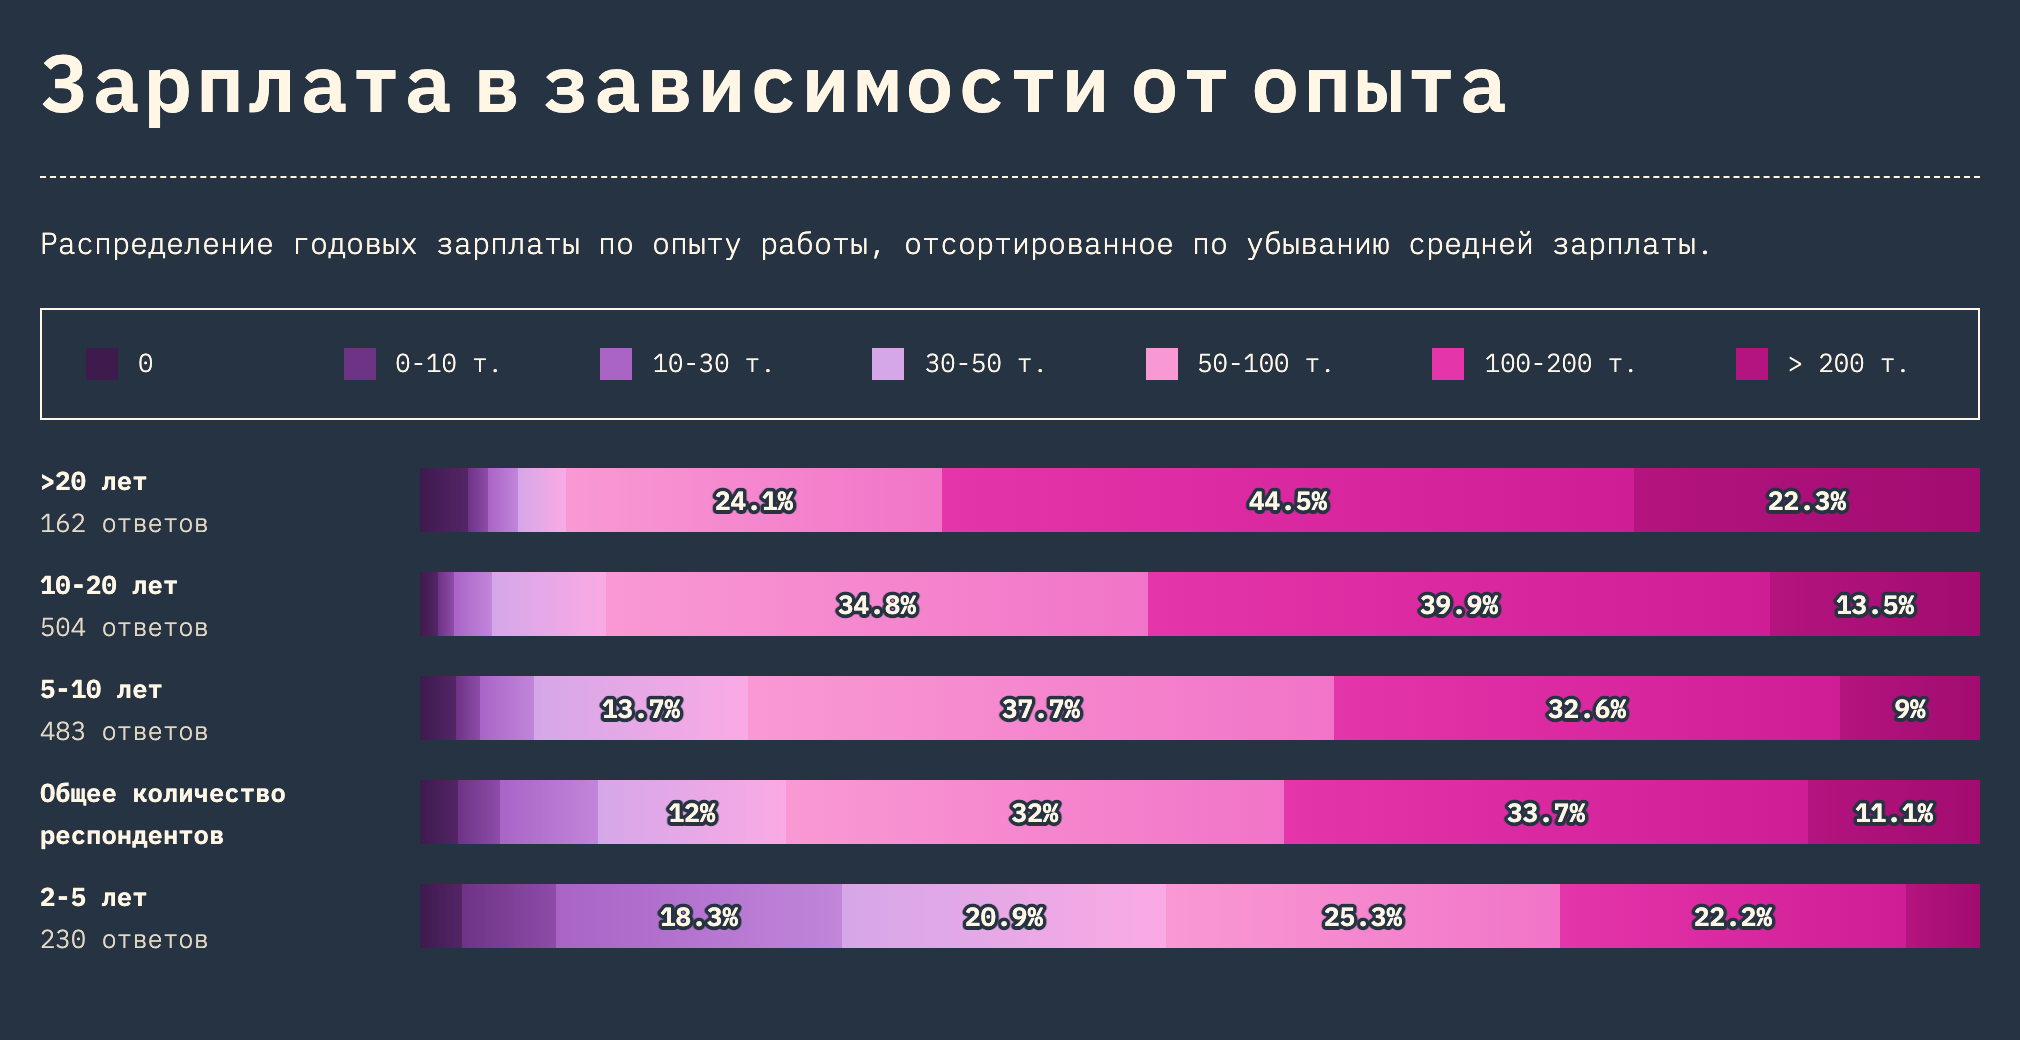 Зарплата в зависимости от опыта
Распределение годовых зарплаты по опыту работы, отсортированное по убыванию средней зарплаты.
0 0-10 т. 10-30 т. 30-50 т. 50-100 т. 100-200 т. > 200 т.
>20 лет
162 ответов
24.1% 44.5% 22.3%
10-20 лет
504 ответов
34.8% 39.9% 13.5%
5-10 лет
483 ответов
13.7% 37.7% 32.6% 9%
Общее количество
респондентов
12% 32% 33.7% 11.1%
2-5 лет
230 ответов
18.3% 20.9% 25.3% 22.2%